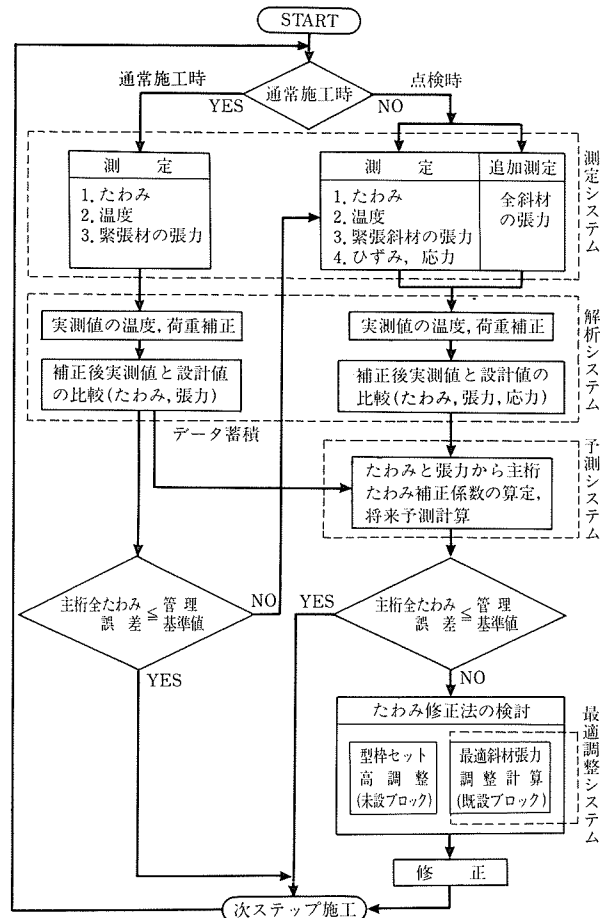 START
通常施工時
点検時
通常施工時
YES
NO
測 定
1. たわみ
2. 温度
3. 緊張材の張力
測 定
1. たわみ
2. 温度
3. 緊張斜材の張力
4. ひずみ, 応力
追加測定
全斜材
の張力
測定システム
実測値の温度, 荷重補正
補正後実測値と設計値
の比較(たわみ, 張力)
実測値の温度, 荷重補正
補正後実測値と設計値の
比較(たわみ, 張力, 応力)
解析システム
データ蓄積
たわみと張力から主桁
たわみ補正係数の算定,
将来予測計算
予測システム
主桁全たわみ ≦ 管 理
誤 差 基準値
NO
YES
YES
主桁全たわみ ≦ 管 理
誤 差 基準値
NO
たわみ修正法の検討
型枠セット
高 調 整
(未設ブロック)
最適斜材張力
調 整 計 算
(既設ブロック)
最適調整システム
修 正
次ステップ施工